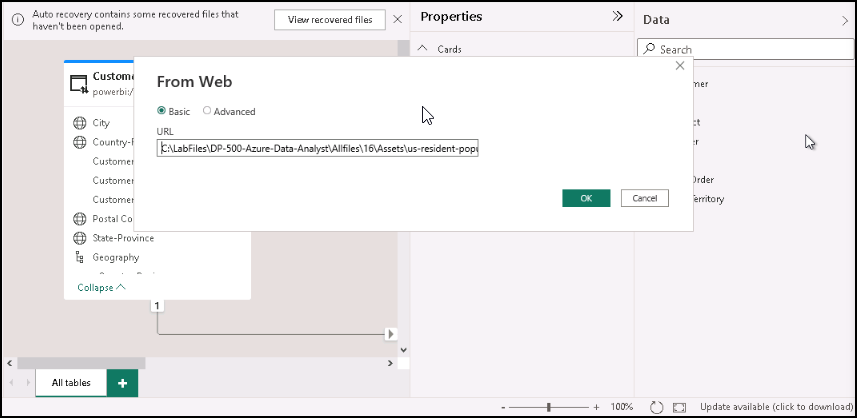 Auto recovery contains some recovered files that
haven't been opened.
View recovered files
Properties
Data
Cards
Search
Custome
powerbi:/
City
Country-
Customer
Customer
Customer
Postal Co
State-Province
Geography
Collapse
1
From Web
Basic
Advanced
URL
C:\LabFiles\DP-500-Azure-Data-Analyst\Allfiles\16\Assets\us-resident-popu
OK
Cancel
mer
ct
er
Order
Territory
All tables
+
-
+
100%
Update available (click to download)